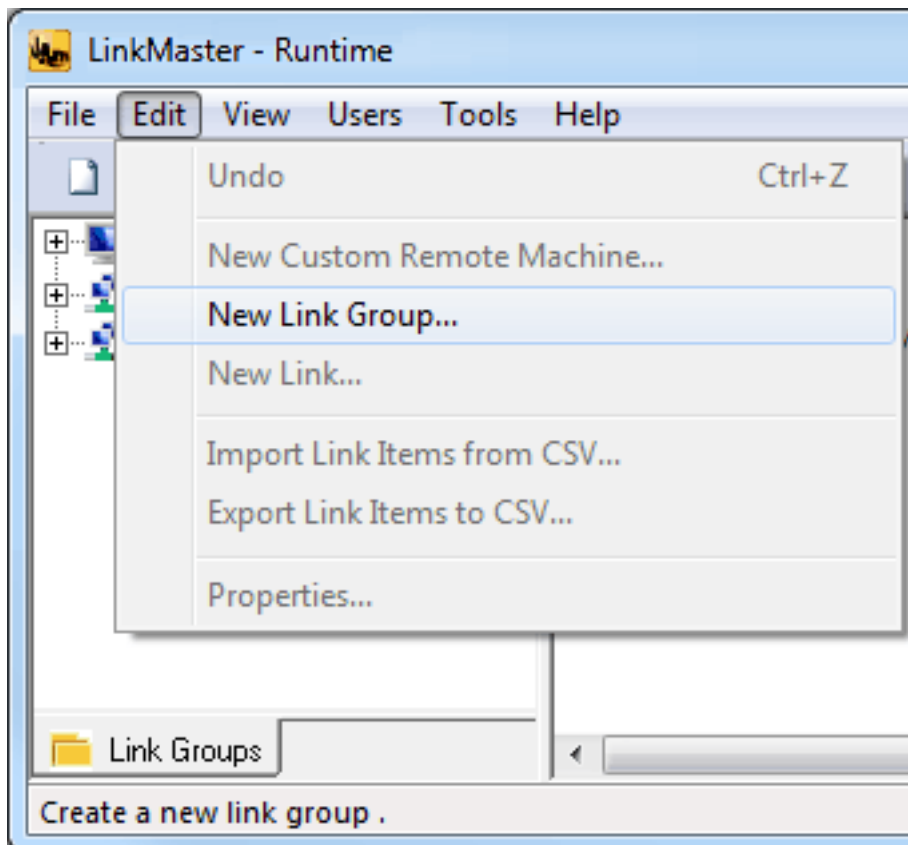 LinkMaster - Runtime
File Edit View Users Tools Help
Undo Ctrl+Z
New Custom Remote Machine...
New Link Group...
New Link...
Import Link Items from CSV...
Export Link Items to CSV...
Properties...
Link Groups
Create a new link group .